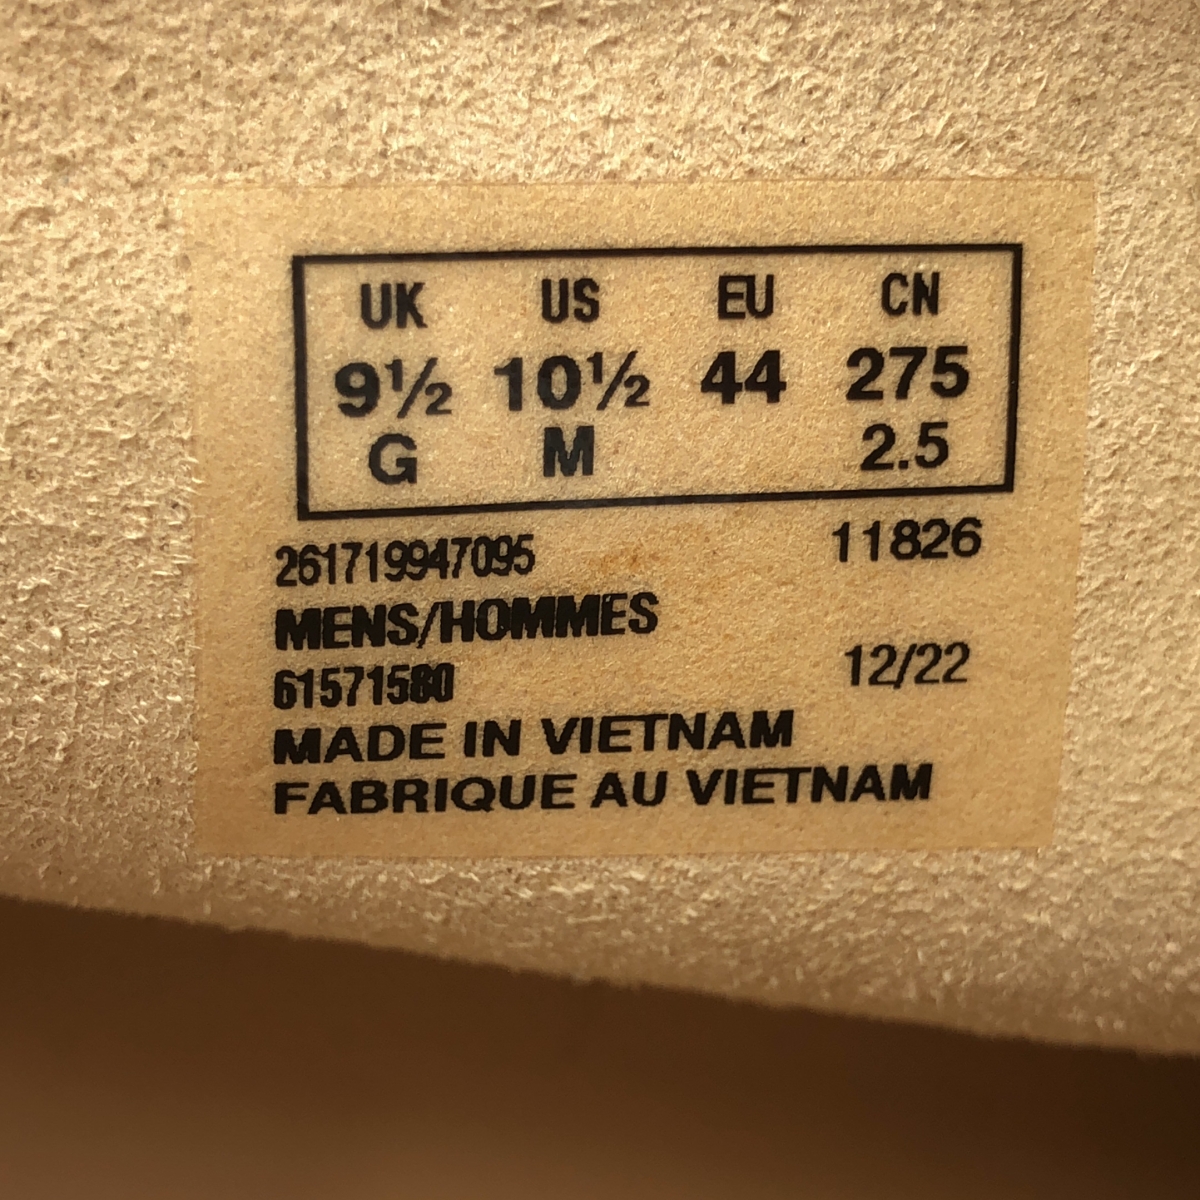 UK US EU CN
9½ 10½ 44 275
G M 2.5
261719947095 11826
MENS/HOMMES
61571580 12/22
MADE IN VIETNAM
FABRIQUE AU VIETNAM